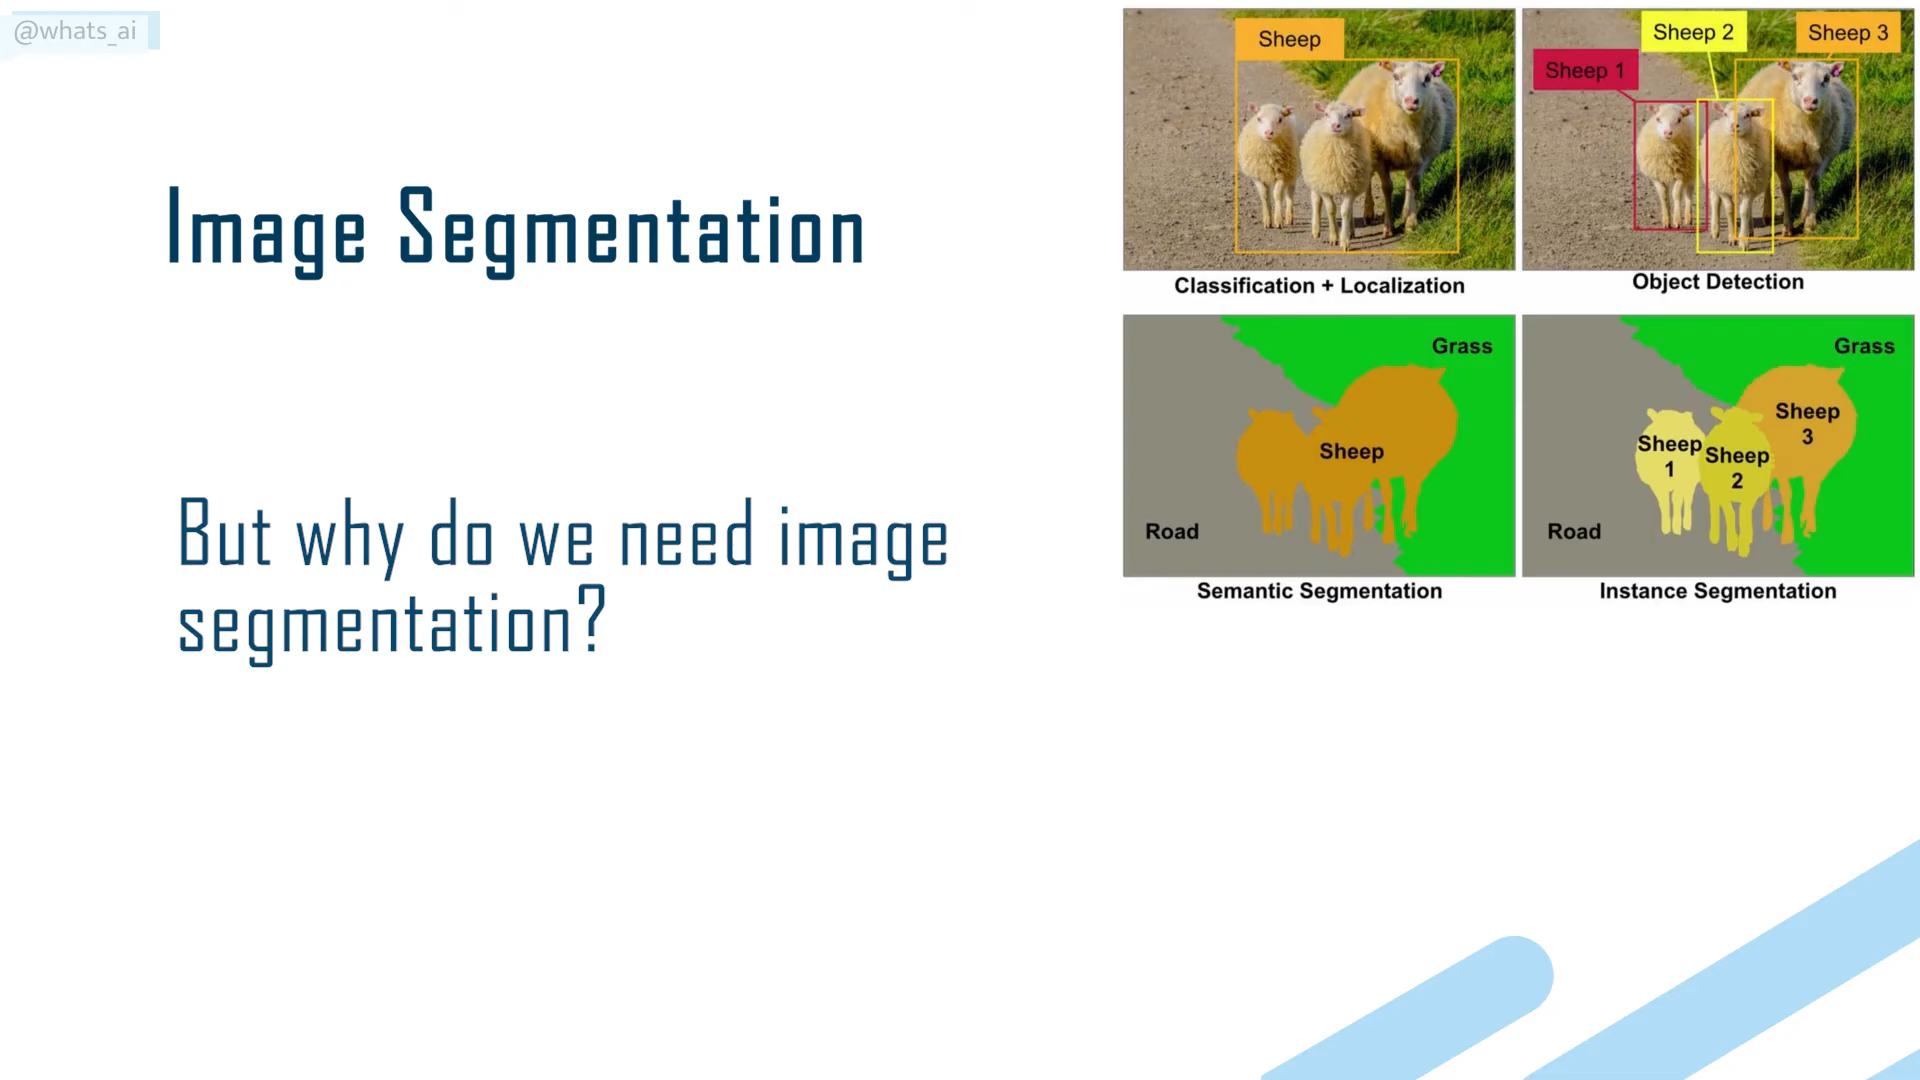 @whats_ai
Image Segmentation
But why do we need image
segmentation?
Sheep
Classification + Localization
Sheep 1
Sheep 2
Sheep 3
Object Detection
Grass
Sheep
Road
Semantic Segmentation
Grass
Sheep
1
Sheep
2
Sheep
3
Road
Instance Segmentation